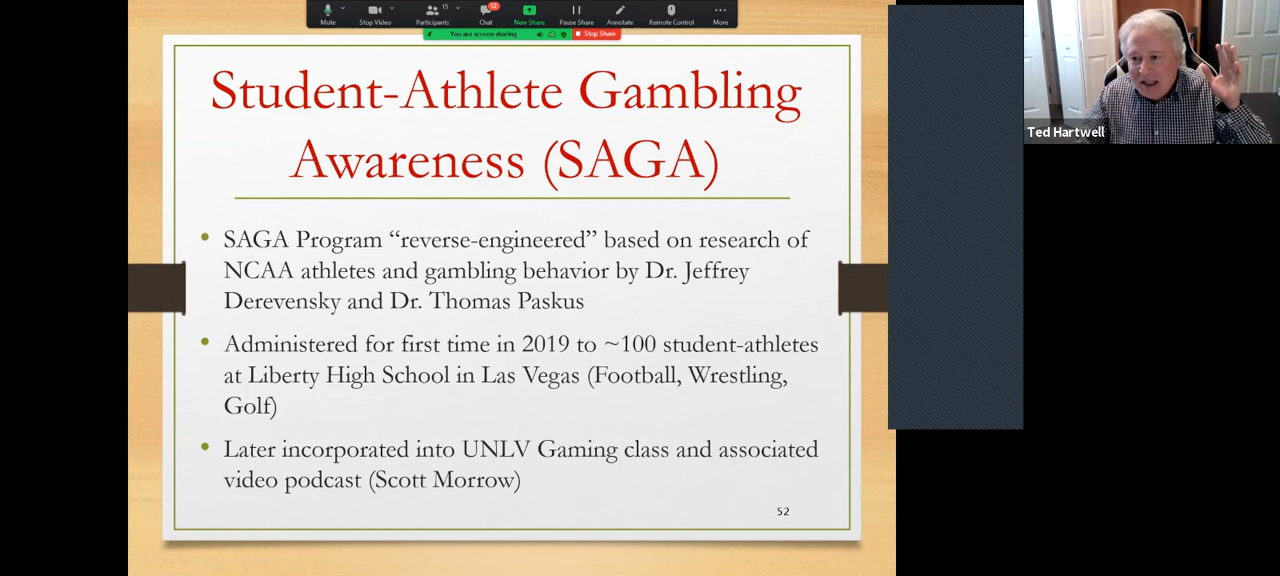 15
12
Mute
Stop Video
Participants
Chat
New Share
Pause Share
Annotate
Remote Control
More
You are screen sharing
Stop Share
Ted Hartwell
Student-Athlete Gambling
Awareness (SAGA)
SAGA Program “reverse-engineered” based on research of
NCAA athletes and gambling behavior by Dr. Jeffrey
Derevensky and Dr. Thomas Paskus
Administered for first time in 2019 to ~100 student-athletes
at Liberty High School in Las Vegas (Football, Wrestling,
Golf)
Later incorporated into UNLV Gaming class and associated
video podcast (Scott Morrow)
52